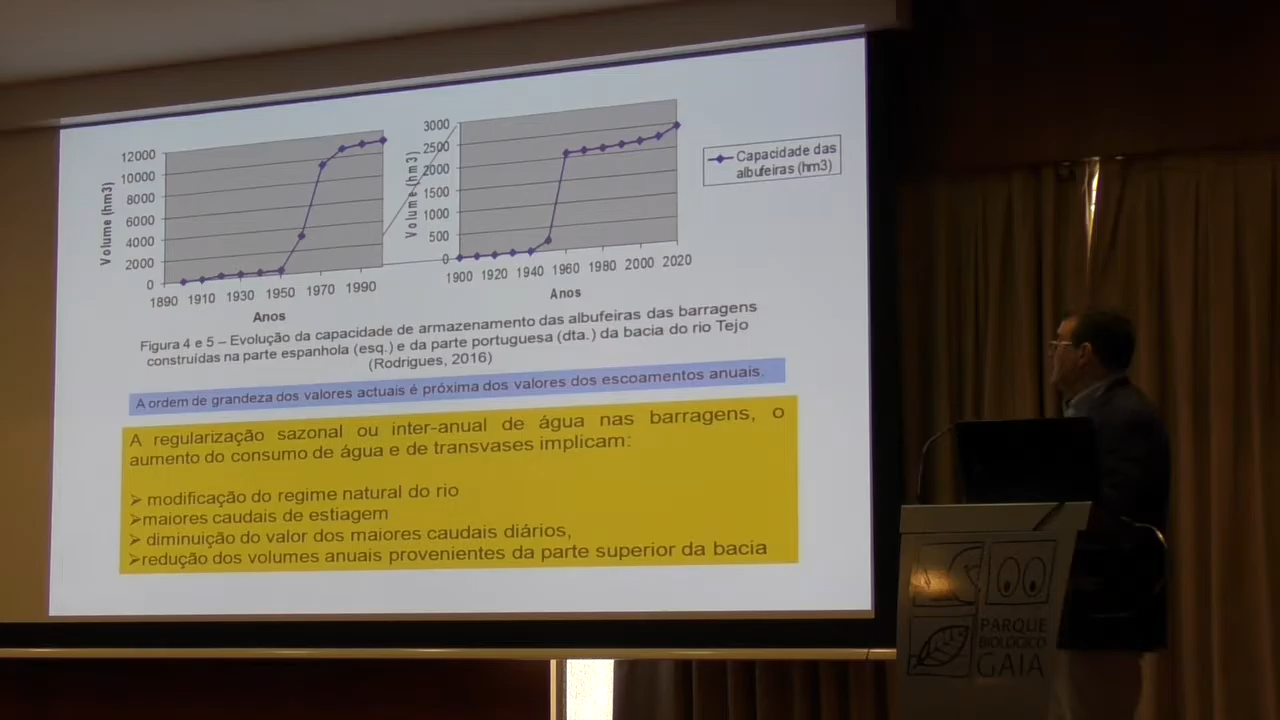 12000
10000
8000
6000
4000
2000
0
Volume (hm3)
1890 1910 1930 1950 1970 1990
Anos
3000
2500
2000
1500
1000
500
0
Volume (hm3)
1900 1920 1940 1960 1980 2000 2020
Anos
Capacidade das
albufeiras (hm3)
Figura 4 e 5 – Evolução da capacidade de armazenamento das albufeiras das barragens
construídas na parte espanhola (esq.) e da parte portuguesa (dta.) da bacia do rio Tejo
(Rodrigues, 2016)
A ordem de grandeza dos valores actuais é próxima dos valores dos escoamentos anuais.
A regularização sazonal ou inter-anual de água nas barragens, o
aumento do consumo de água e de transvases implicam:
➢ modificação do regime natural do rio
➢maiores caudais de estiagem
➢ diminuição do valor dos maiores caudais diários,
➢redução dos volumes anuais provenientes da parte superior da bacia
PARQUE
BIOLÓGICO
GAIA